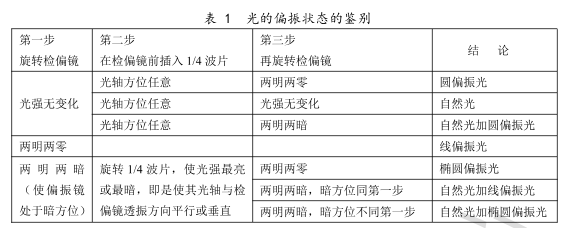 表 1 光的偏振状态的鉴别
第一步 第二步 第三步 结 论
旋转检偏镜 在检偏镜前插入 1/4 波片 再旋转检偏镜
光强无变化 光轴方位任意 两明两零 圆偏振光
光轴方位任意 光强无变化 自然光
光轴方位任意 两明两暗 自然光加圆偏振光
两明两零 线偏振光
两明两暗 旋转 1/4 波片，使光强最亮 两明两零 椭圆偏振光
（使偏振镜 或最暗，即是使其光轴与检 两明两暗，暗方位同第一步 自然光加线偏振光
处于暗方位） 偏镜透振方向平行或垂直 两明两暗，暗方位不同第一步 自然光加椭圆偏振光